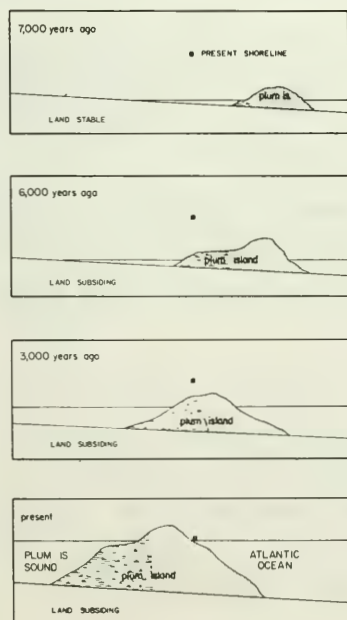 7,000 years ago
PRESENT SHORELINE
plum is.
LAND STABLE
6,000 years ago
plum island
LAND SUBSIDING
3,000 years ago
plum island
LAND SUBSIDING
present
PLUM IS
SOUND
ATLANTIC
OCEAN
plum island
LAND SUBSIDING